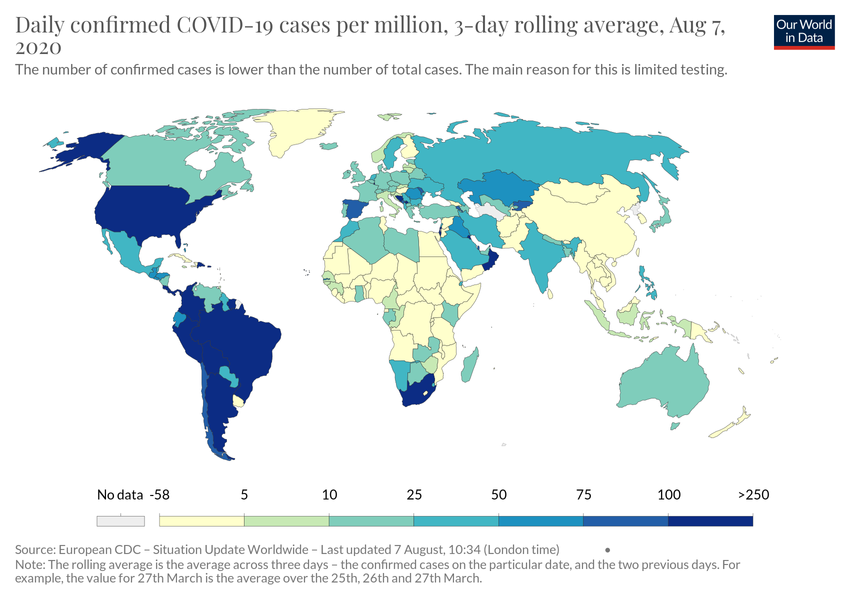 Daily confirmed COVID-19 cases per million, 3-day rolling average, Aug 7,
2020
Our World
in Data
The number of confirmed cases is lower than the number of total cases. The main reason for this is limited testing.
No data -58 5 10 25 50 75 100 >250
Source: European CDC – Situation Update Worldwide – Last updated 7 August, 10:34 (London time)
Note: The rolling average is the average across three days – the confirmed cases on the particular date, and the two previous days. For
example, the value for 27th March is the average over the 25th, 26th and 27th March.